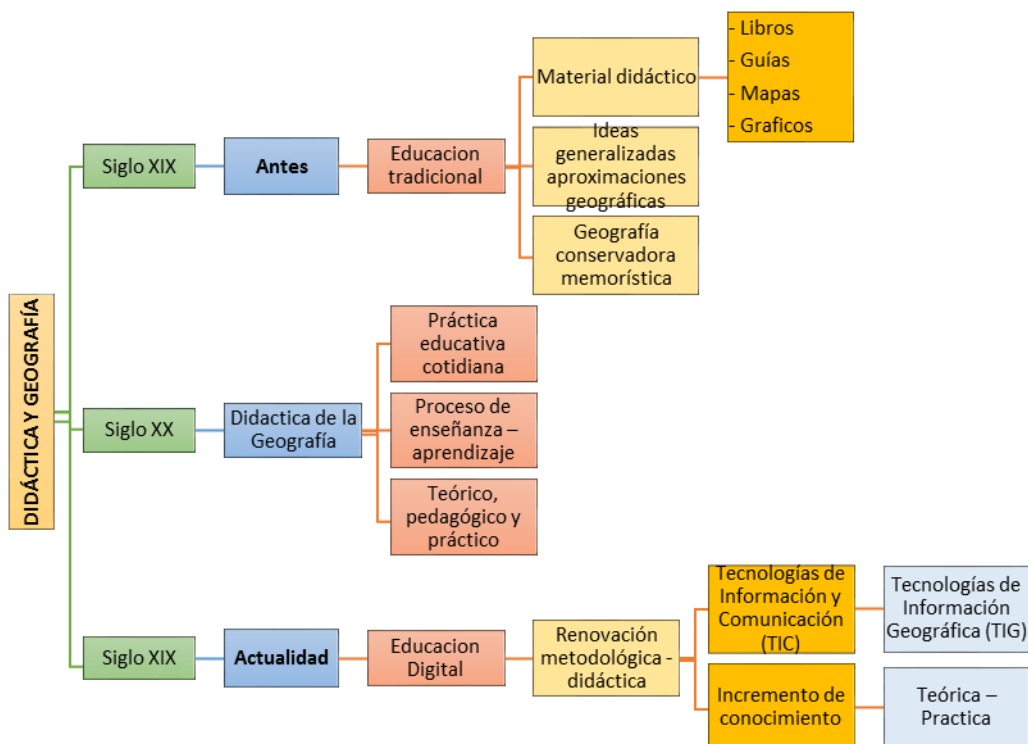 DIDÁCTICA Y GEOGRAFÍA
Siglo XIX
Antes
Educacion
tradicional
Material didáctico
- Libros
- Guías
- Mapas
- Graficos
Ideas
generalizadas
aproximaciones
geográficas
Geografía
conservadora
memorística
Siglo XX
Didactica de la
Geografía
Práctica
educativa
cotidiana
Proceso de
enseñanza –
aprendizaje
Teórico,
pedagógico y
práctico
Siglo XIX
Actualidad
Educacion
Digital
Renovación
metodológica -
didáctica
Tecnologías de
Información y
Comunicación
(TIC)
Tecnologías de
Información
Geográfica (TIG)
Incremento de
conocimiento
Teórica –
Practica